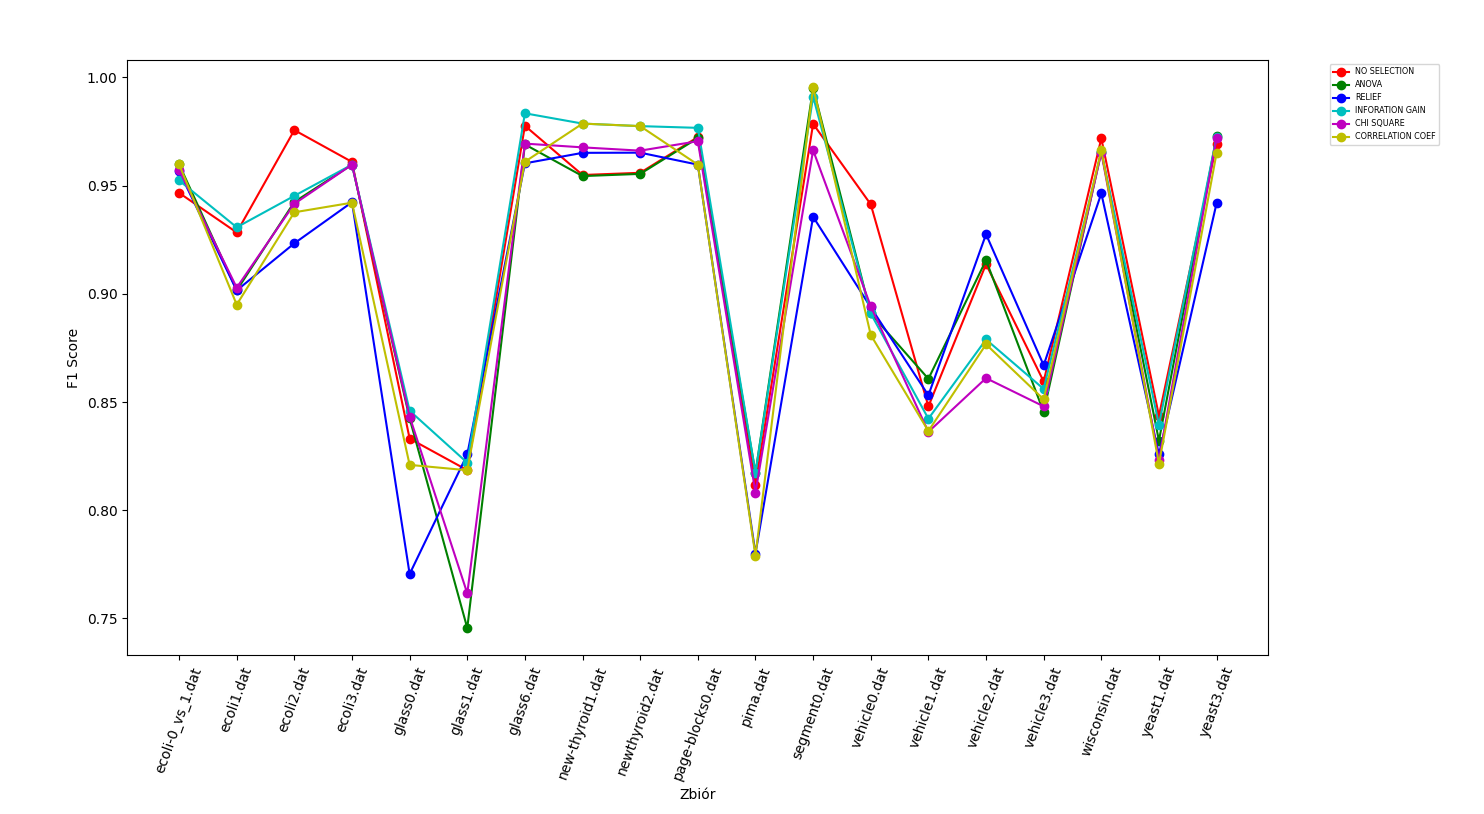 1.00
0.95
0.90
0.85
0.80
0.75
F1 Score
NO SELECTION
ANOVA
RELIEF
INFORATION GAIN
CHI SQUARE
CORRELATION COEF
ecoli-0_vs_1.dat
ecoli1.dat
ecoli2.dat
ecoli3.dat
glass0.dat
glass1.dat
glass6.dat
new-thyroid1.dat
newthyroid2.dat
page-blocks0.dat
pima.dat
segment0.dat
vehicle0.dat
vehicle1.dat
vehicle2.dat
vehicle3.dat
wisconsin.dat
yeast1.dat
yeast3.dat
Zbiór